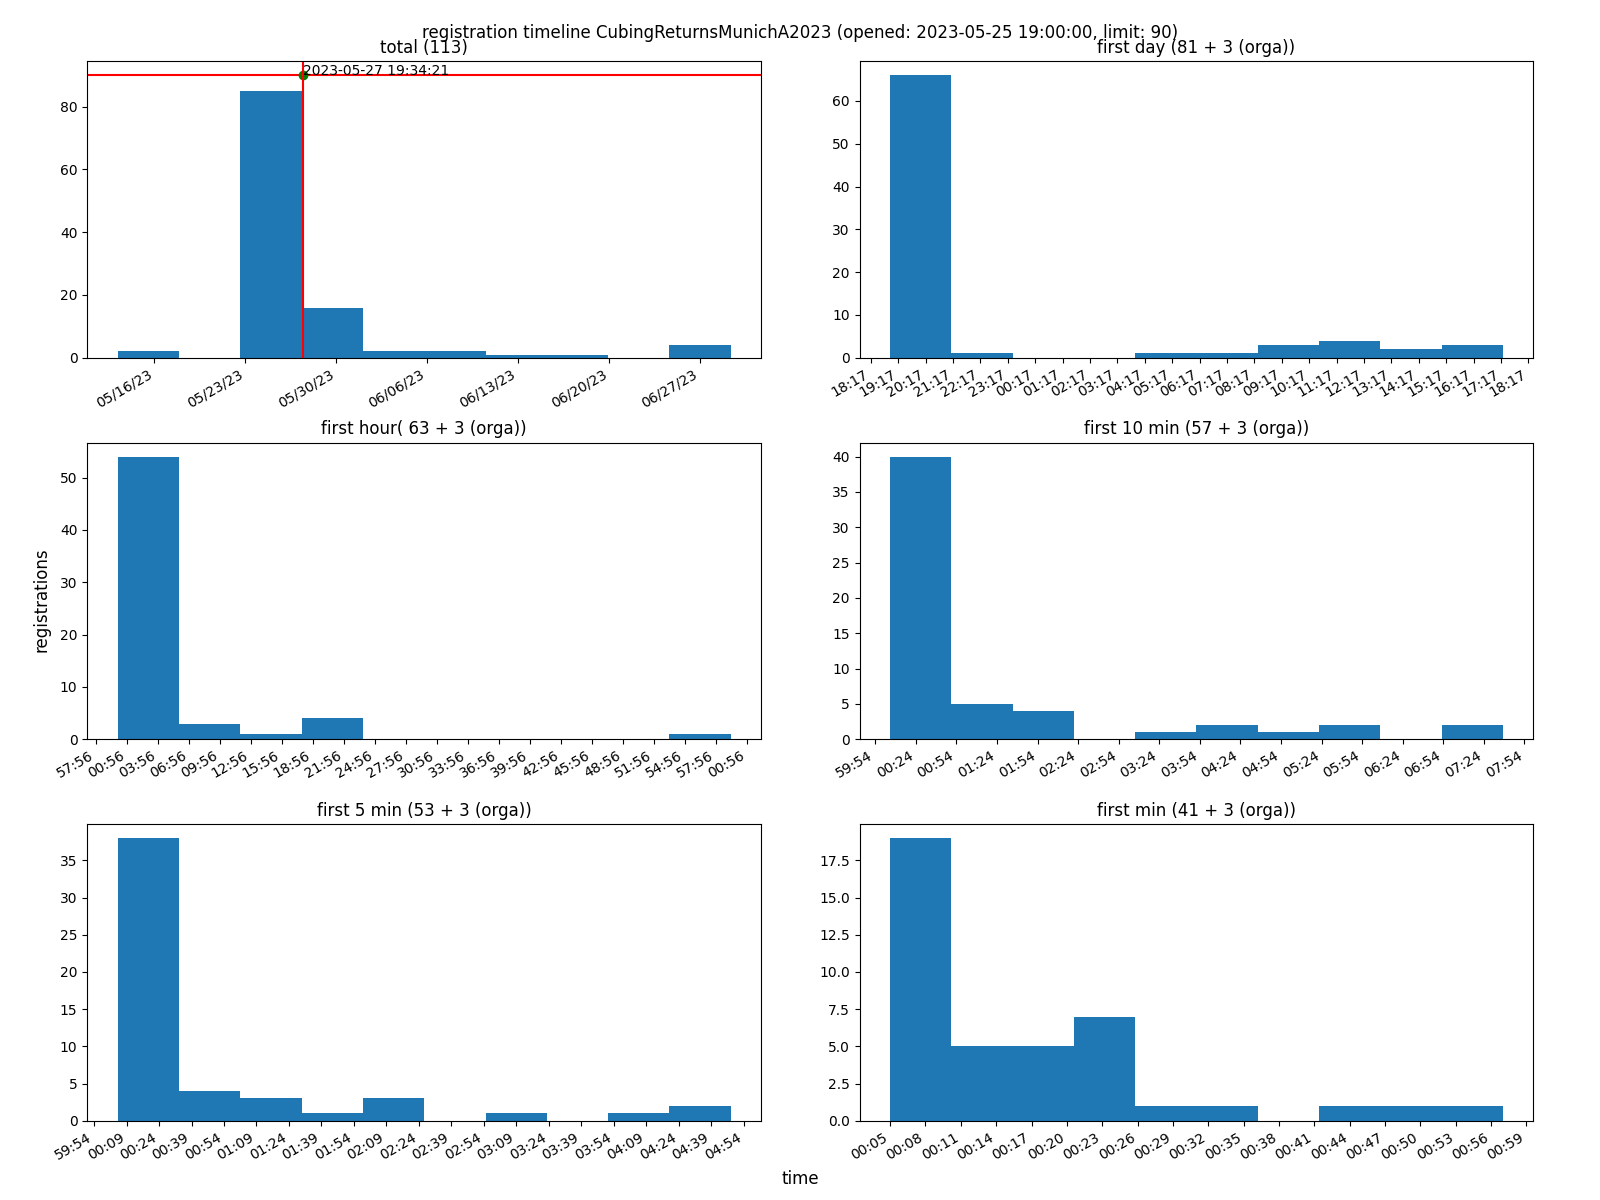 registration timeline CubingReturnsMunichA2023 (opened: 2023-05-25 19:00:00, limit: 90)
total (113)
2023-05-27 19:34:21
80
60
40
20
0
05/16/23 05/23/23 05/30/23 06/06/23 06/13/23 06/20/23 06/27/23
first day (81 + 3 (orga))
60
50
40
30
20
10
0
18:17 19:17 20:17 21:17 22:17 23:17 00:17 01:17 02:17 03:17 04:17 05:17 06:17 07:17 08:17 09:17 10:17 11:17 12:17 13:17 14:17 15:17 16:17 17:17 18:17
registrations
first hour( 63 + 3 (orga))
50
40
30
20
10
0
57:56 00:56 03:56 06:56 09:56 12:56 15:56 18:56 21:56 24:56 27:56 30:56 33:56 36:56 39:56 42:56 45:56 48:56 51:56 54:56 57:56 00:56
first 10 min (57 + 3 (orga))
40
35
30
25
20
15
10
5
0
59:54 00:24 00:54 01:24 01:54 02:24 02:54 03:24 03:54 04:24 04:54 05:24 05:54 06:24 06:54 07:24 07:54
first 5 min (53 + 3 (orga))
35
30
25
20
15
10
5
0
59:54 00:09 00:24 00:39 00:54 01:09 01:24 01:39 01:54 02:09 02:24 02:39 02:54 03:09 03:24 03:39 03:54 04:09 04:24 04:39 04:54
first min (41 + 3 (orga))
17.5
15.0
12.5
10.0
7.5
5.0
2.5
0.0
00:05 00:08 00:11 00:14 00:17 00:20 00:23 00:26 00:29 00:32 00:35 00:38 00:41 00:44 00:47 00:50 00:53 00:56 00:59
time